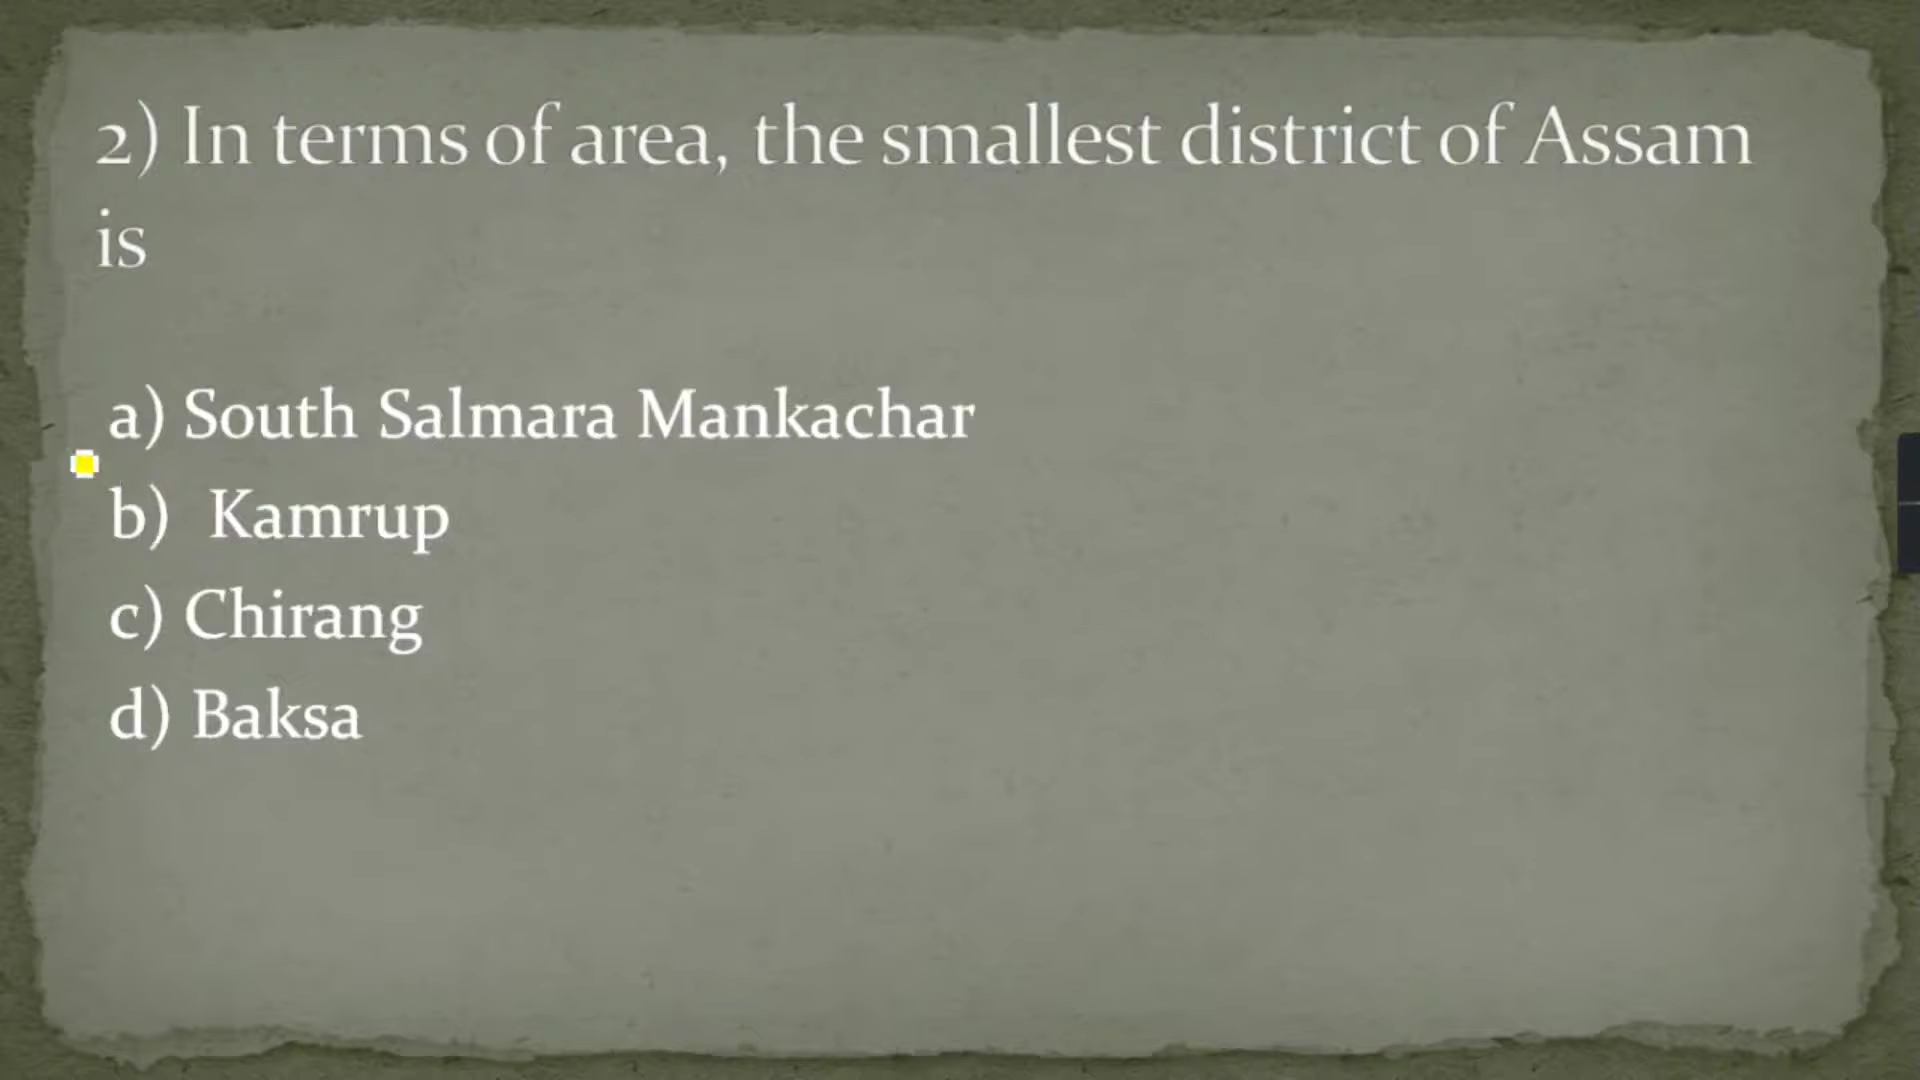 2) In terms of area, the smallest district of Assam
is
a) South Salmara Mankachar
b) Kamrup
c) Chirang
d) Baksa